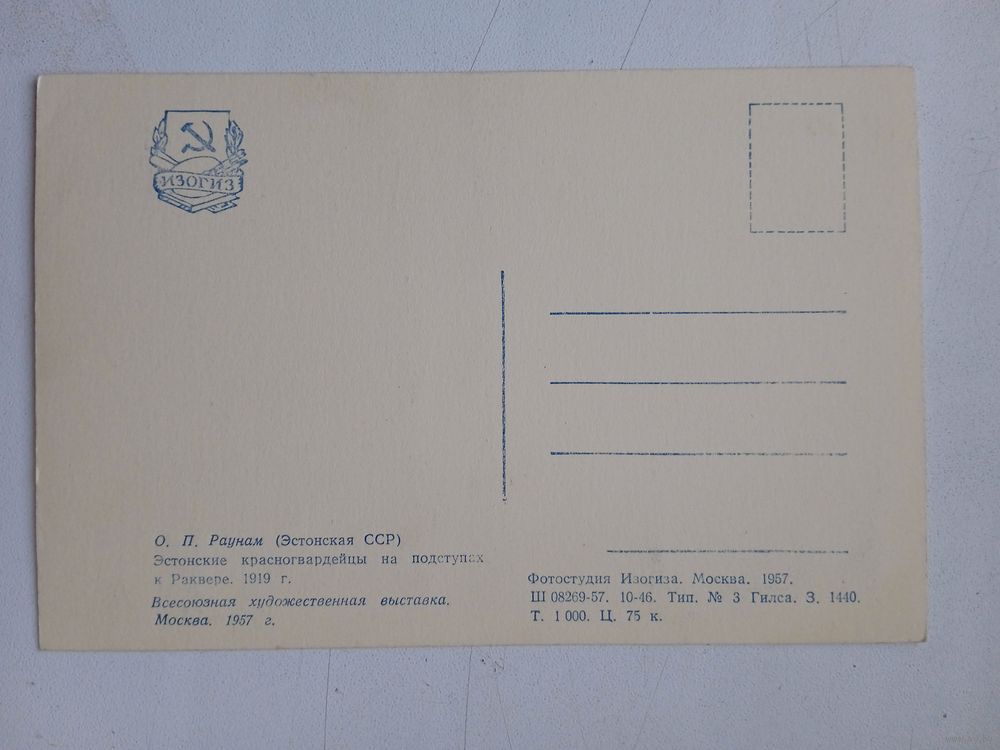 ИЗОГИЗ
О. П. Раунам (Эстонская ССР)
Эстонские красногвардейцы на подступах
к Раквере. 1919 г.
Всесоюзная художественная выставка.
Москва. 1957 г.
Фотостудия Изогиза. Москва. 1957.
Ш 08269-57. 10-46. Тип. № 3 Гилса. З. 1440.
Т. 1 000. Ц. 75 к.